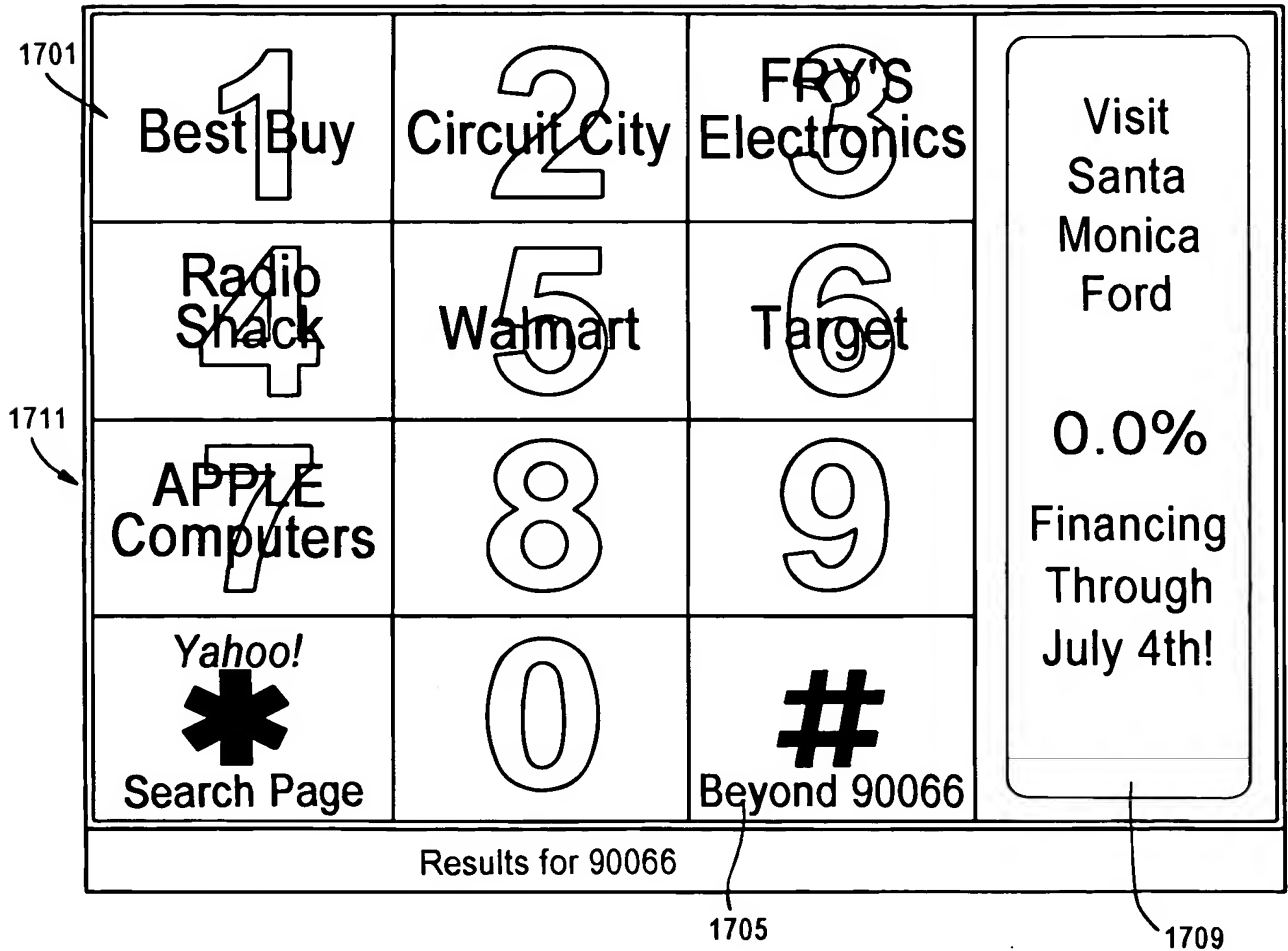 1701
1
Best Buy
2
Circuit City
3
FRY'S
Electronics
Visit
Santa
Monica
Ford
0.0%
Financing
Through
July 4th!
4
Radio
Shack
5
Walmart
6
Target
1711
7
APPLE
Computers
8
9
Yahoo!
*
Search Page
0
#
Beyond 90066
Results for 90066
1705
1709